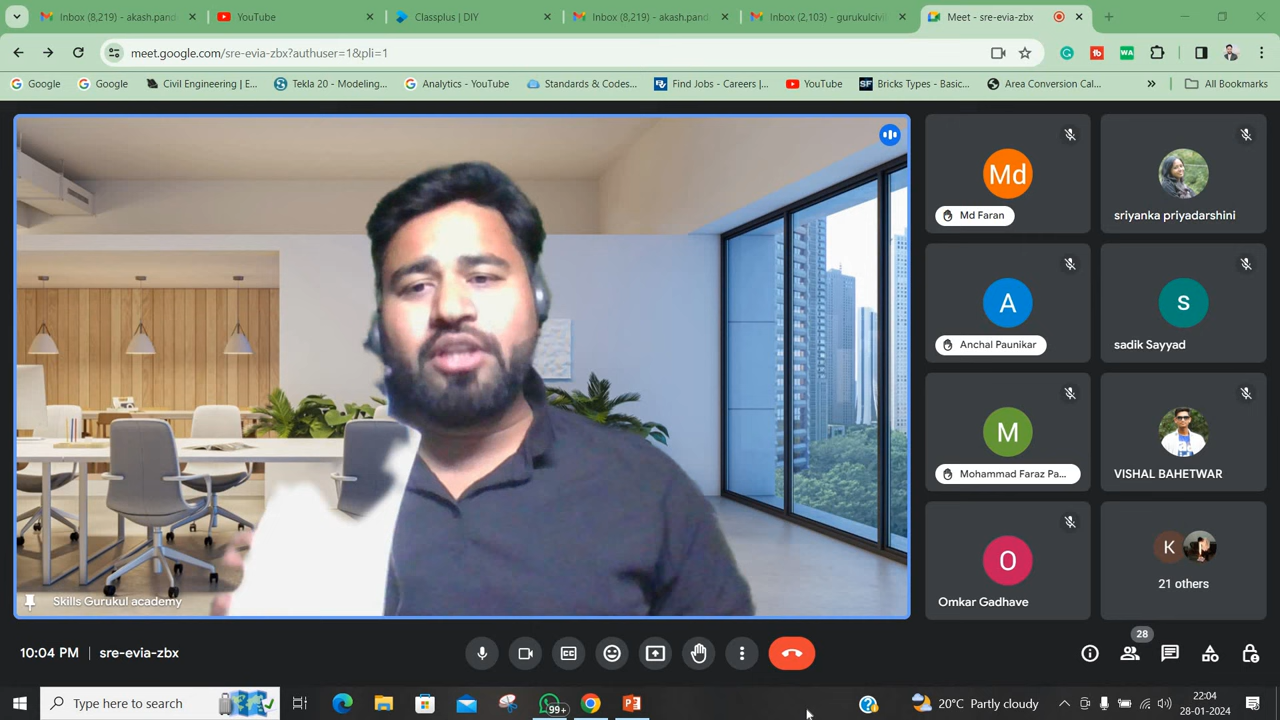 Inbox (8,219) - akash.pand
YouTube
Classplus | DIY
Inbox (8,219) - akash.pand
Inbox (2,103) - gurukulcivil
Meet - sre-evia-zbx
meet.google.com/sre-evia-zbx?authuser=1&pli=1
Google
Google
Civil Engineering | E...
Tekla 20 - Modeling...
Analytics - YouTube
Standards & Codes...
Find Jobs - Careers |...
YouTube
Bricks Types - Basic...
Area Conversion Cal...
All Bookmarks
Md
Md Faran
sriyanka priyadarshini
A
Anchal Paunikar
s
sadik Sayyad
M
Mohammad Faraz Pa...
VISHAL BAHETWAR
O
Omkar Gadhave
K
21 others
Skills Gurukul academy
10:04 PM | sre-evia-zbx
28
Type here to search
99+
20°C Partly cloudy
22:04
28-01-2024